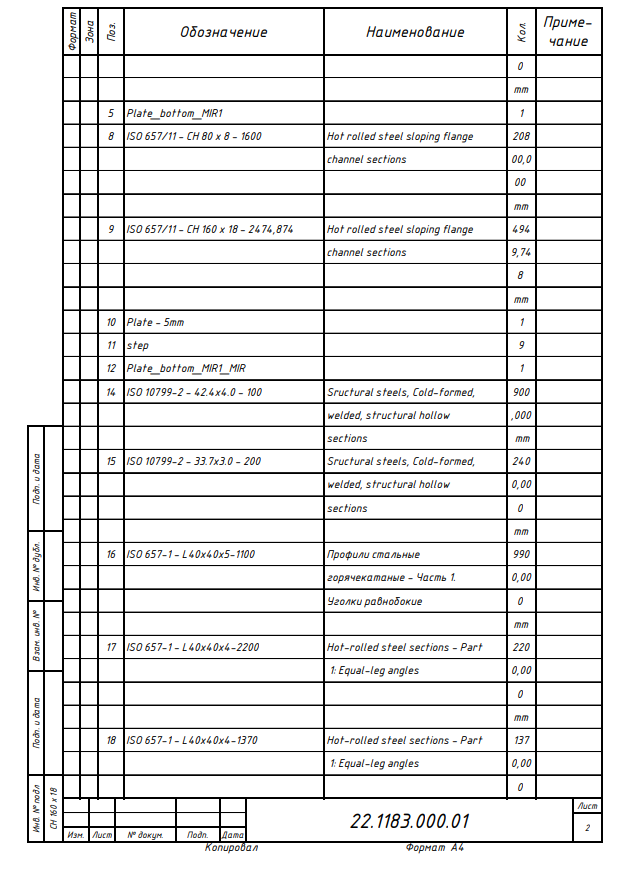 Формат Зона Поз. Обозначение Наименование Кол. Приме-
чание
0
mm
5 Plate_bottom_MIR1 1
8 ISO 657/11 - CH 80 x 8 - 1600 Hot rolled steel sloping flange 208
channel sections 00,0
00
mm
9 ISO 657/11 - CH 160 x 18 - 2474,874 Hot rolled steel sloping flange 494
channel sections 9,74
8
mm
10 Plate - 5mm 1
11 step 9
12 Plate_bottom_MIR1_MIR 1
14 ISO 10799-2 - 42.4x4.0 - 100 Sructural steels, Cold-formed, 900
welded, structural hollow ,000
sections mm
15 ISO 10799-2 - 33.7x3.0 - 200 Sructural steels, Cold-formed, 240
welded, structural hollow 0,00
sections 0
mm
16 ISO 657-1 - L40x40x5-1100 Профили стальные 990
горячекатаные - Часть 1. 0,00
Уголки равнобокие 0
mm
17 ISO 657-1 - L40x40x4-2200 Hot-rolled steel sections - Part 220
1: Equal-leg angles 0,00
0
mm
18 ISO 657-1 - L40x40x4-1370 Hot-rolled steel sections - Part 137
1: Equal-leg angles 0,00
0
Подп. и дата
Инв. № дубл.
Взам. инв. №
Подп. и дата
Инв. № подл
CH 160 x 18
Изм. Лист № докум. Подп. Дата
22.1183.000.01
Лист
2
Копировал Формат А4